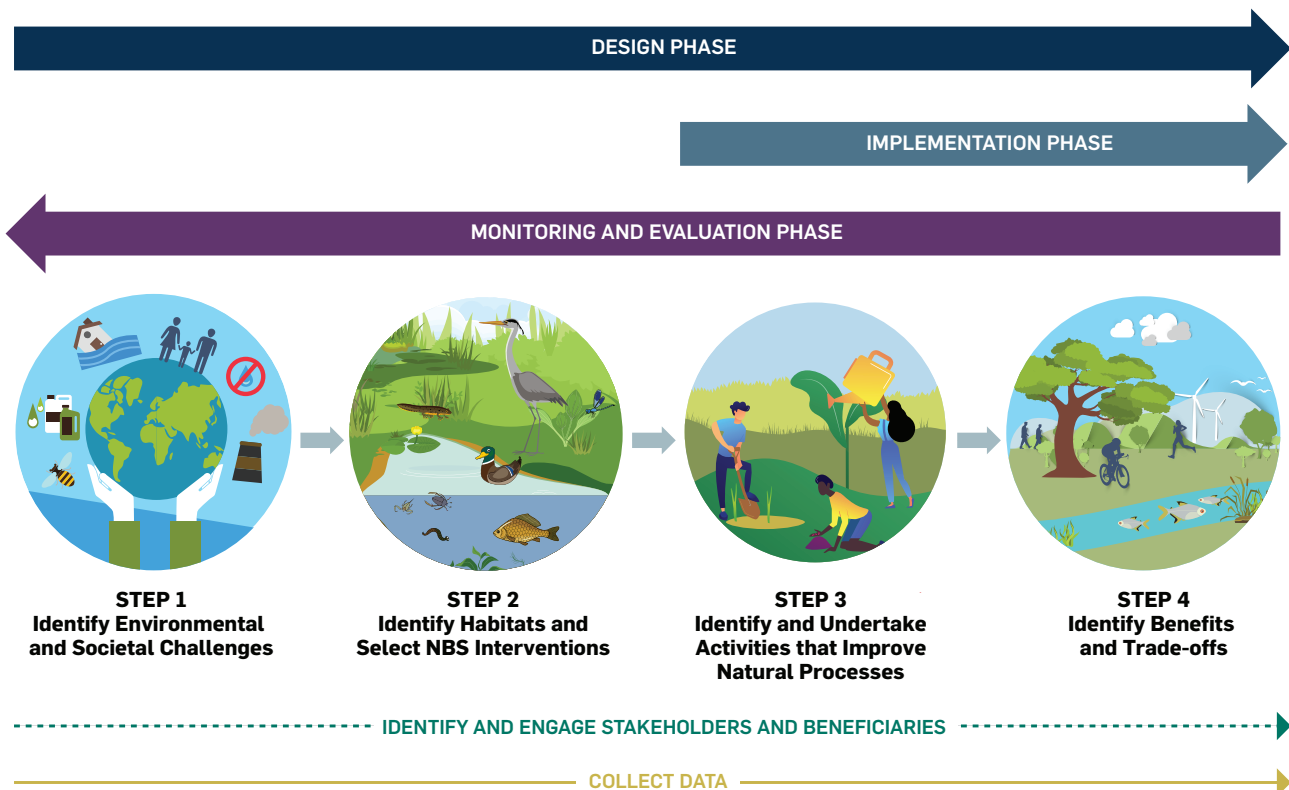 DESIGN PHASE
IMPLEMENTATION PHASE
MONITORING AND EVALUATION PHASE
STEP 1
Identify Environmental
and Societal Challenges
STEP 2
Identify Habitats and
Select NBS Interventions
STEP 3
Identify and Undertake
Activities that Improve
Natural Processes
STEP 4
Identify Benefits
and Trade-offs
IDENTIFY AND ENGAGE STAKEHOLDERS AND BENEFICIARIES
COLLECT DATA